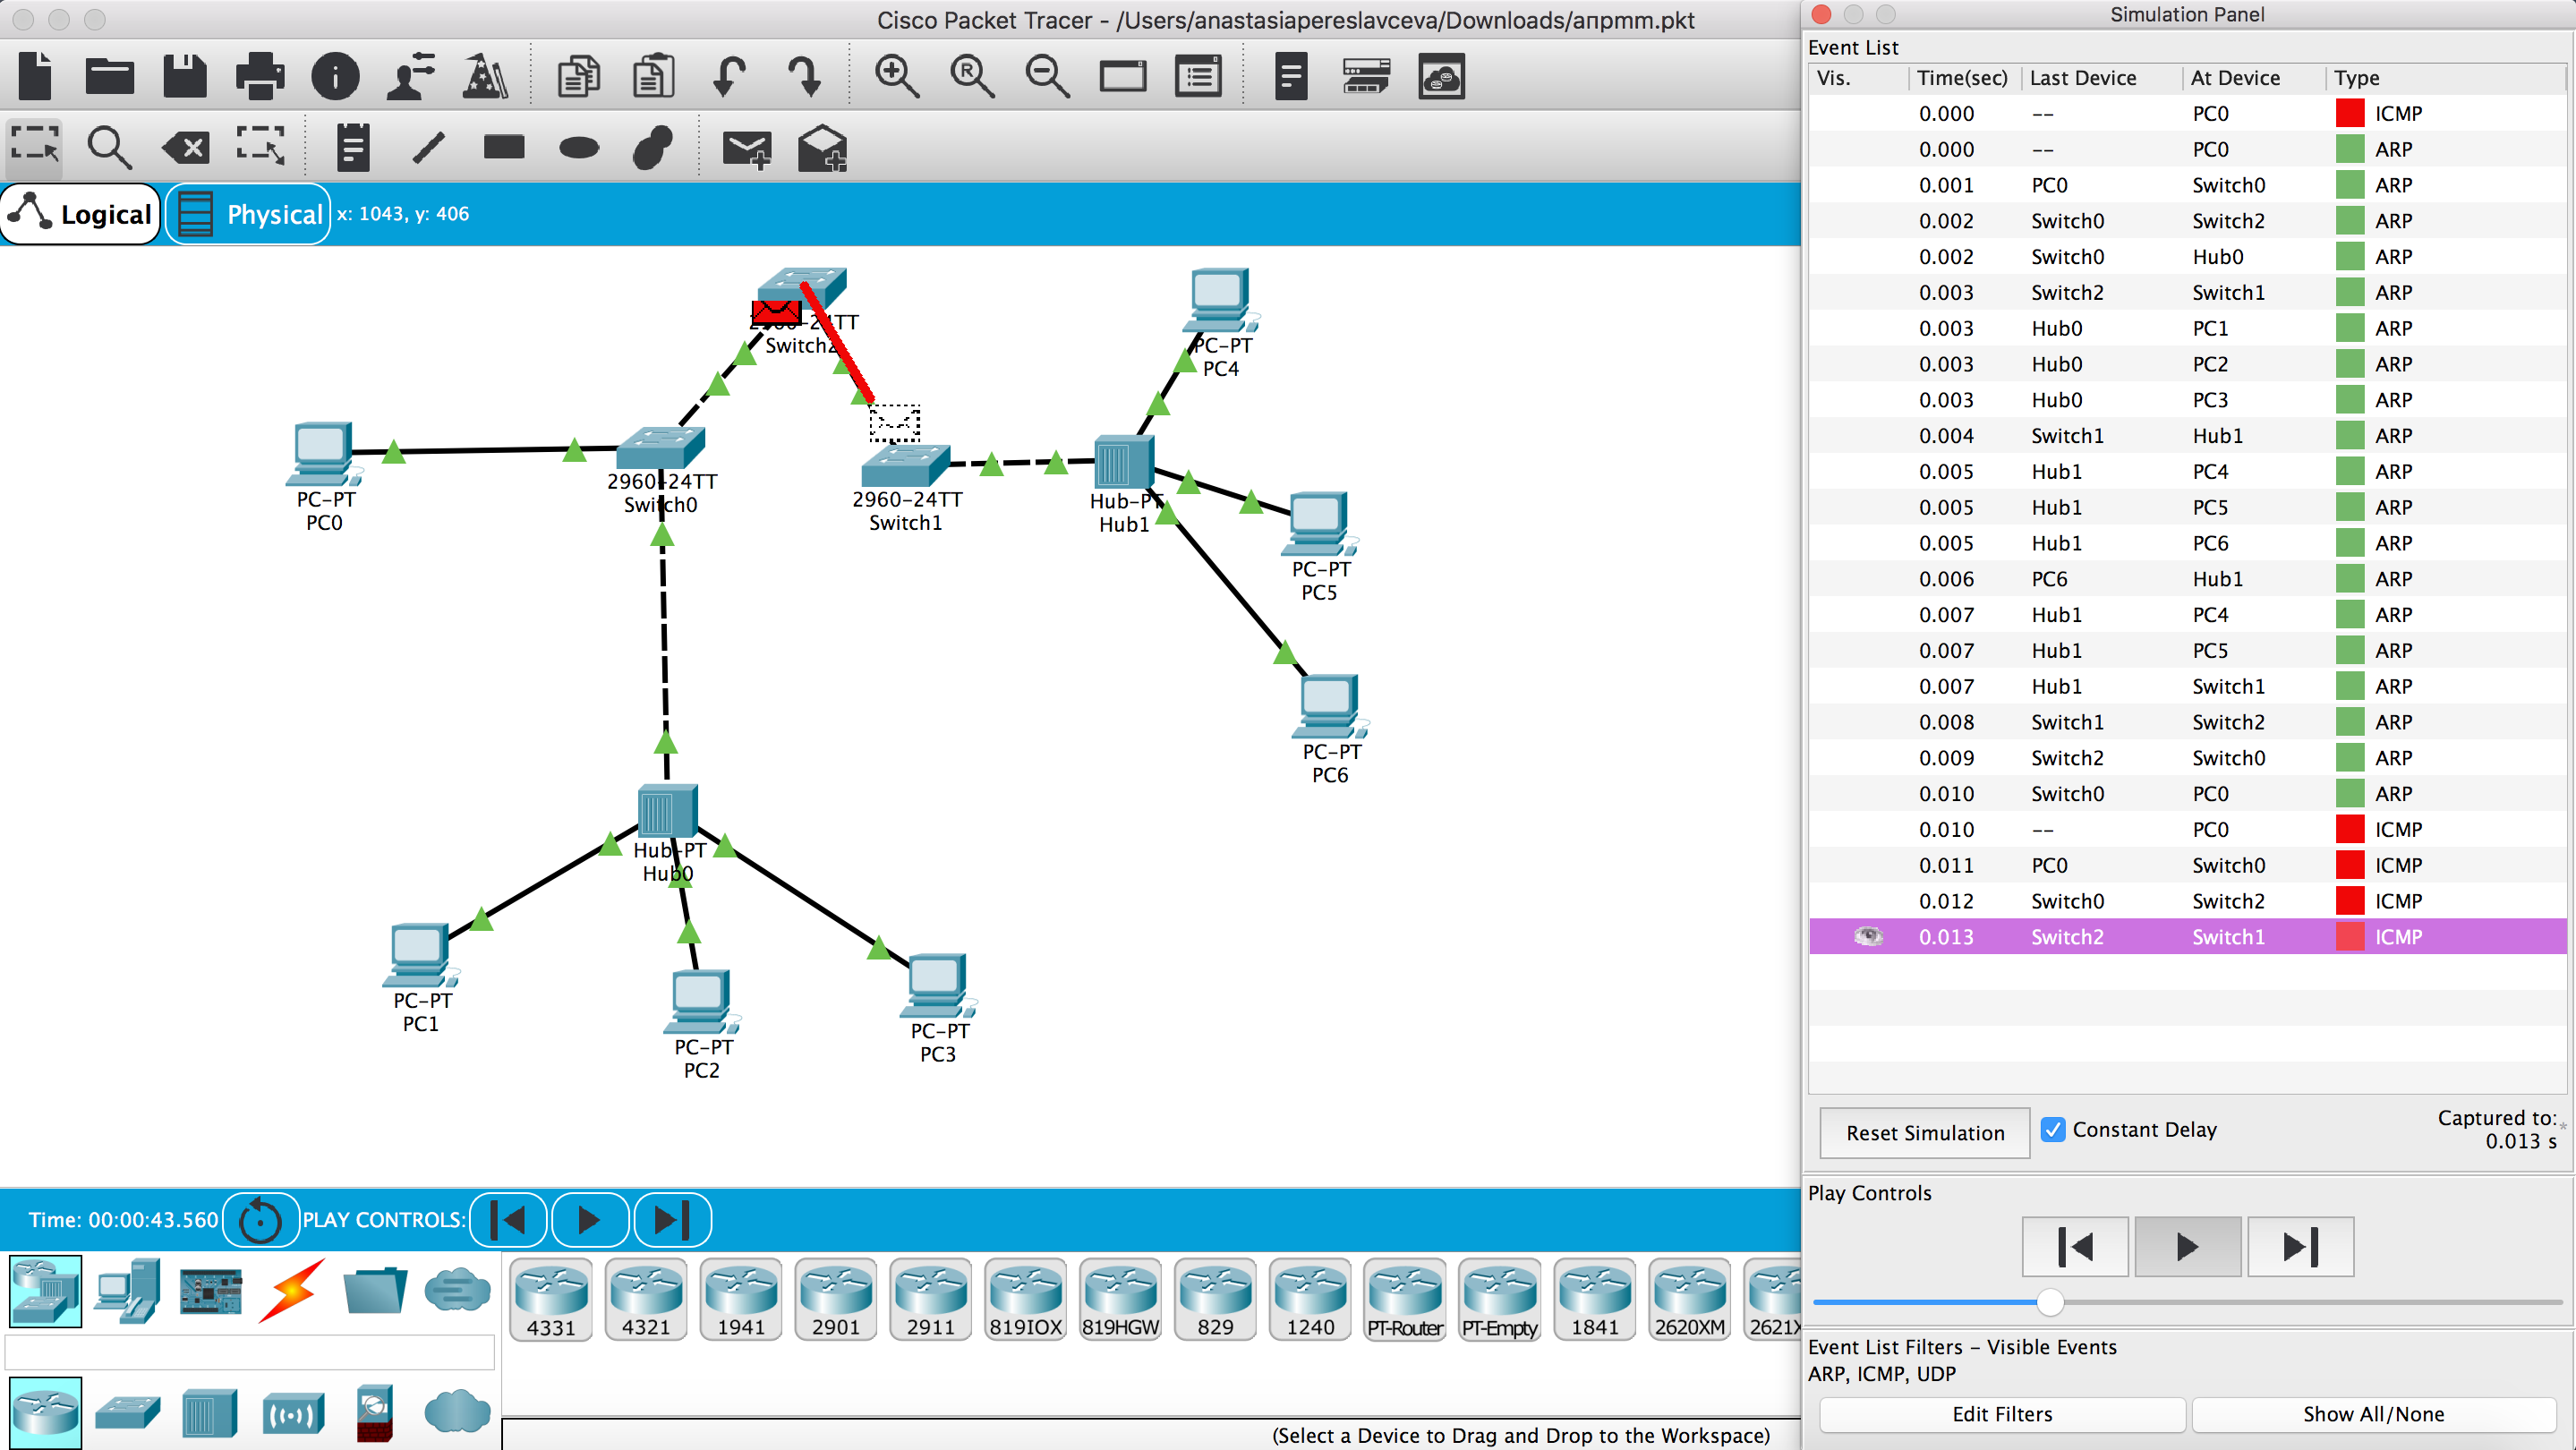 Cisco Packet Tracer - /Users/anastasiapereslavceva/Downloads/апрmm.pkt
Logical
Physical
x: 1043, y: 406
2960-24TT
Switch2
PC-PT
PC4
PC-PT
PC0
2960-24TT
Switch0
2960-24TT
Switch1
Hub-PT
Hub1
PC-PT
PC5
PC-PT
PC6
Hub-PT
Hub0
PC-PT
PC1
PC-PT
PC2
PC-PT
PC3
Time: 00:00:43.560
PLAY CONTROLS:
4331 4321 1941 2901 2911 819IOX 819HGW 829 1240 PT-Router PT-Empty 1841 2620XM 2621X
(Select a Device to Drag and Drop to the Workspace)
Simulation Panel
Event List
Vis. Time(sec) Last Device At Device Type
0.000 -- PC0 ICMP
0.000 -- PC0 ARP
0.001 PC0 Switch0 ARP
0.002 Switch0 Switch2 ARP
0.002 Switch0 Hub0 ARP
0.003 Switch2 Switch1 ARP
0.003 Hub0 PC1 ARP
0.003 Hub0 PC2 ARP
0.003 Hub0 PC3 ARP
0.004 Switch1 Hub1 ARP
0.005 Hub1 PC4 ARP
0.005 Hub1 PC5 ARP
0.005 Hub1 PC6 ARP
0.006 PC6 Hub1 ARP
0.007 Hub1 PC4 ARP
0.007 Hub1 PC5 ARP
0.007 Hub1 Switch1 ARP
0.008 Switch1 Switch2 ARP
0.009 Switch2 Switch0 ARP
0.010 Switch0 PC0 ARP
0.010 -- PC0 ICMP
0.011 PC0 Switch0 ICMP
0.012 Switch0 Switch2 ICMP
0.013 Switch2 Switch1 ICMP
Reset Simulation
Constant Delay
Captured to:*
0.013 s
Play Controls
Event List Filters – Visible Events
ARP, ICMP, UDP
Edit Filters
Show All/None